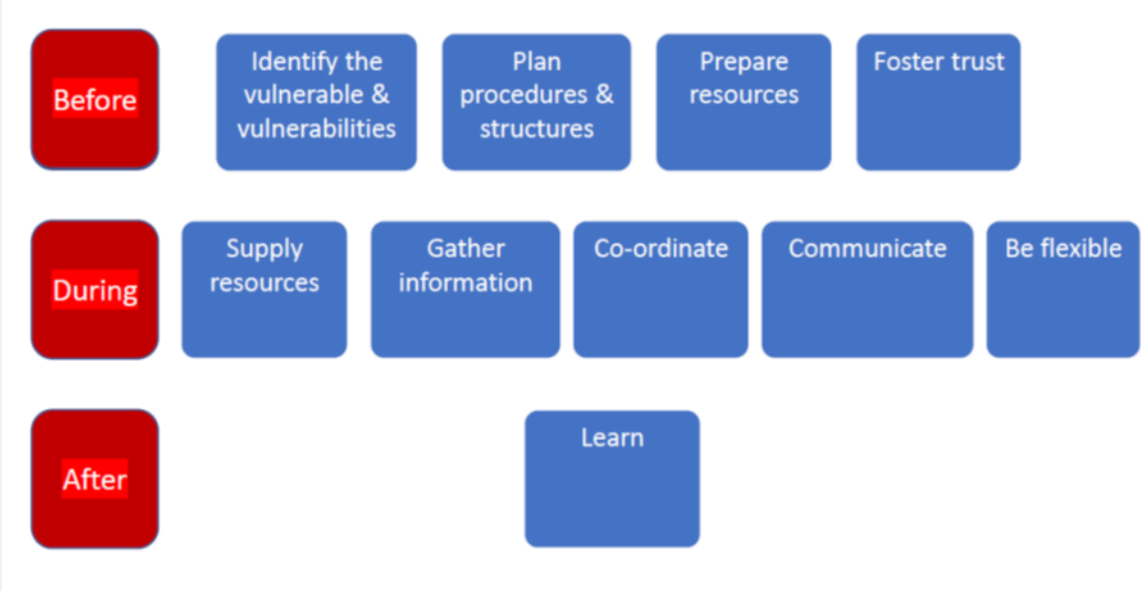 Before
Identify the
vulnerable &
vulnerabilities
Plan
procedures &
structures
Prepare
resources
Foster trust
During
Supply
resources
Gather
information
Co-ordinate
Communicate
Be flexible
After
Learn